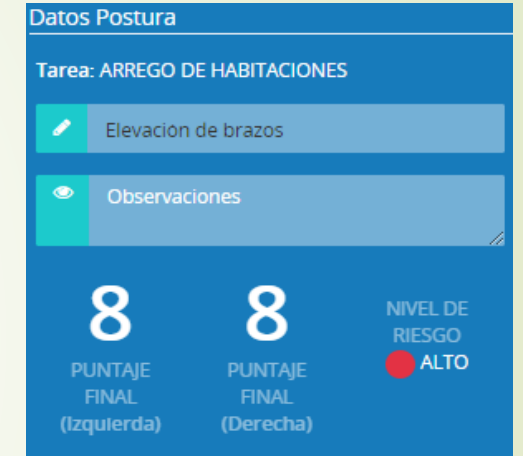 Datos Postura
Tarea: ARREGO DE HABITACIONES
Elevación de brazos
Observaciones
8
PUNTAJE
FINAL
(Izquierda)
8
PUNTAJE
FINAL
(Derecha)
NIVEL DE
RIESGO
ALTO